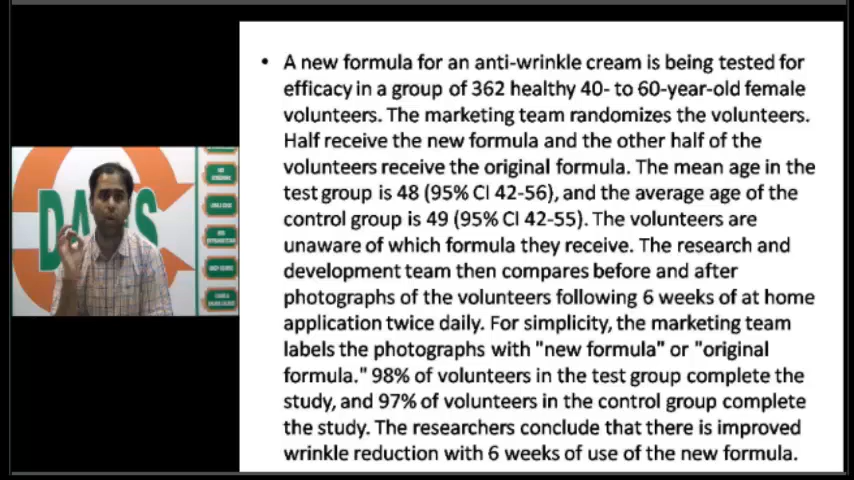 • A new formula for an anti-wrinkle cream is being tested for
efficacy in a group of 362 healthy 40- to 60-year-old female
volunteers. The marketing team randomizes the volunteers.
Half receive the new formula and the other half of the
volunteers receive the original formula. The mean age in the
test group is 48 (95% CI 42-56), and the average age of the
control group is 49 (95% CI 42-55). The volunteers are
unaware of which formula they receive. The research and
development team then compares before and after
photographs of the volunteers following 6 weeks of at home
application twice daily. For simplicity, the marketing team
labels the photographs with "new formula" or "original
formula." 98% of volunteers in the test group complete the
study, and 97% of volunteers in the control group complete
the study. The researchers conclude that there is improved
wrinkle reduction with 6 weeks of use of the new formula.